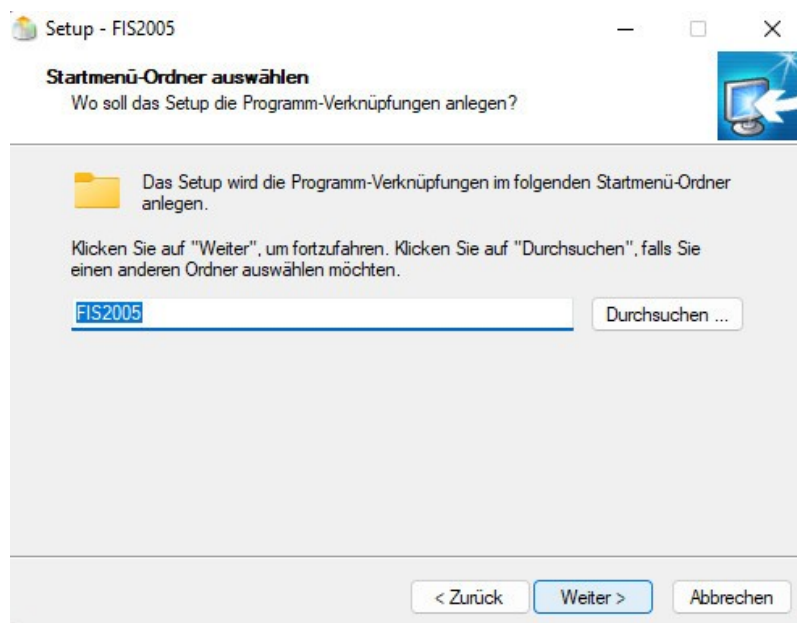 Setup - FIS2005
Startmenü-Ordner auswählen
Wo soll das Setup die Programm-Verknüpfungen anlegen?
Das Setup wird die Programm-Verknüpfungen im folgenden Startmenü-Ordner
anlegen.
Klicken Sie auf "Weiter", um fortzufahren. Klicken Sie auf "Durchsuchen", falls Sie
einen anderen Ordner auswählen möchten.
FIS2005 Durchsuchen ...
< Zurück Weiter > Abbrechen